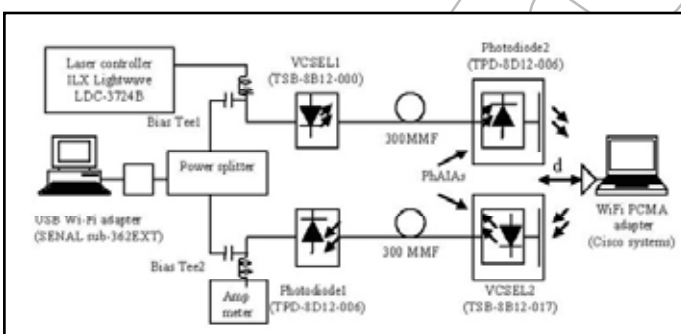 Laser controller
ILX Lightwave
LDC-3724B
VCSEL1
(TSB-8B12-000)
Photodiode2
(TPD-8D12-006)
Bias Tee1
300MMF
Power splitter
PhAIAs
d
USB Wi-Fi adapter
(SENAL sub-362EXT)
WiFi PCMA
adapter
(Cisco systems)
300 MMF
Bias Tee2
Amp
meter
Photodiode1
(TPD-8D12-006)
VCSEL2
(TSB-8B12-017)